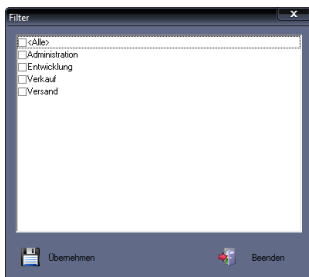 Filter
x
<Alle>
Administration
Entwicklung
Verkauf
Versand
Übernehmen
Beenden